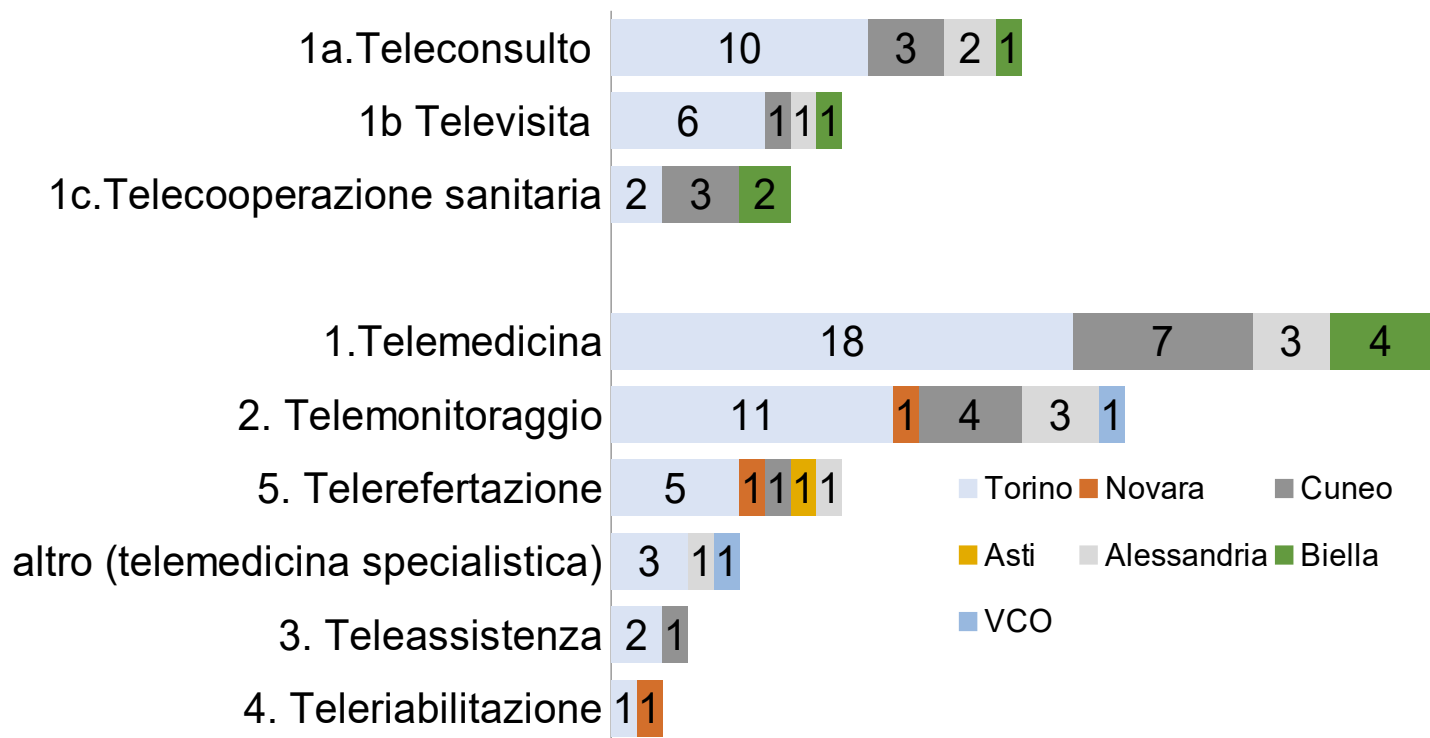 1a.Teleconsulto 10 3 2 1
1b Televisita 6 1 1 1
1c.Telecooperazione sanitaria 2 3 2
1.Telemedicina 18 7 3 4
2. Telemonitoraggio 11 1 4 3 1
5. Telerefertazione 5 1 1 1 1
altro (telemedicina specialistica) 3 1 1
3. Teleassistenza 2 1
4. Teleriabilitazione 1 1
Torino Novara Cuneo
Asti Alessandria Biella
VCO